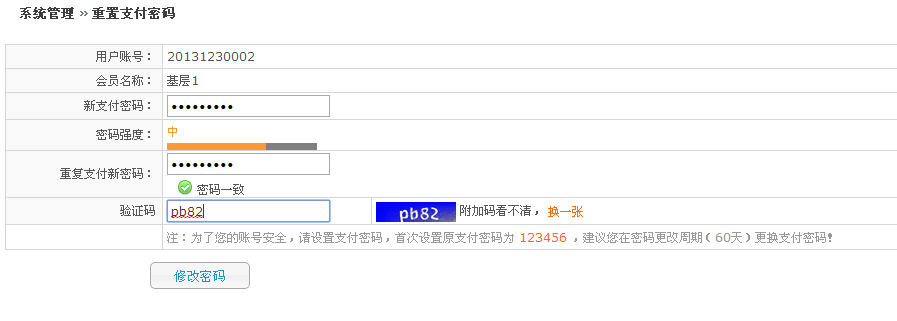 系统管理 » 重置支付密码
用户账号： 20131230002
会员名称： 基层1
新支付密码： •••••••••
密码强度： 中
重复支付新密码： •••••••••
密码一致
验证码 pb82 pb82 附加码看不清， 换一张
注：为了您的账号安全，请设置支付密码，首次设置原支付密码为 123456 ，建议您在密码更改周期（60天）更换支付密码！
修改密码